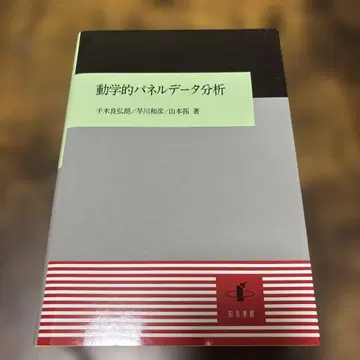 動学的パネルデータ分析
千木良弘朗/早川和彦/山本拓 著
知泉書館